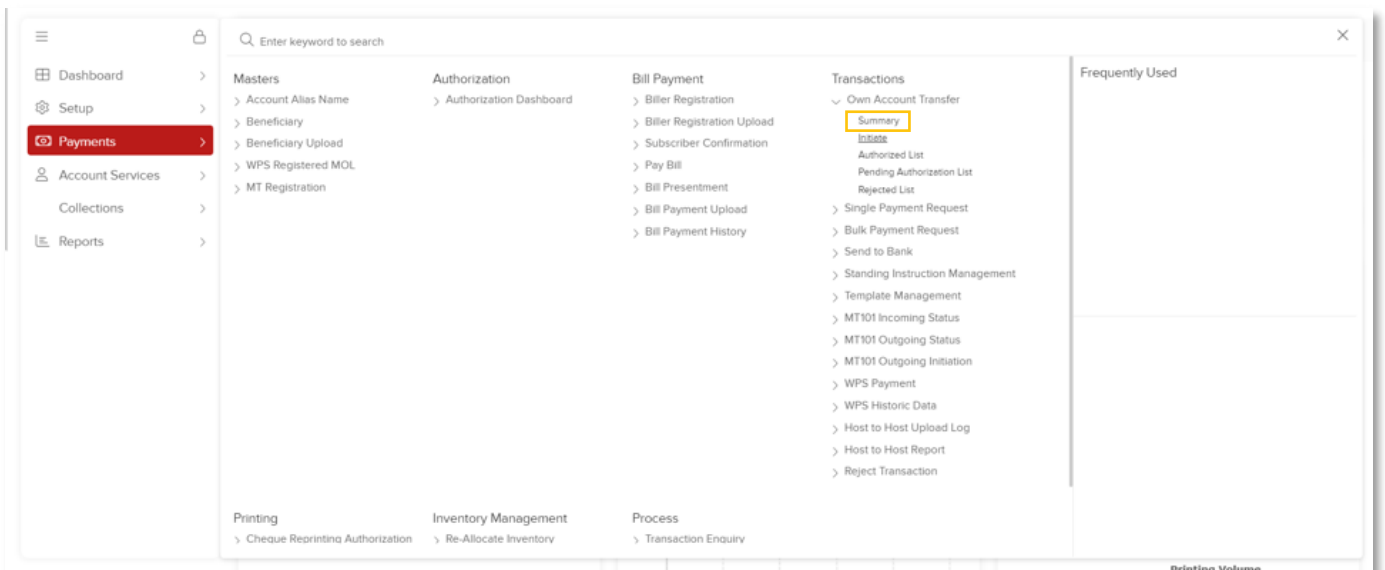 Enter keyword to search
Dashboard
Setup
Payments
Account Services
Collections
Reports
Masters
Account Alias Name
Beneficiary
Beneficiary Upload
WPS Registered MOL
MT Registration
Authorization
Authorization Dashboard
Bill Payment
Biller Registration
Biller Registration Upload
Subscriber Confirmation
Pay Bill
Bill Presentment
Bill Payment Upload
Bill Payment History
Transactions
Own Account Transfer
Summary
Initiate
Authorized List
Pending Authorization List
Rejected List
Single Payment Request
Bulk Payment Request
Send to Bank
Standing Instruction Management
Template Management
MT101 Incoming Status
MT101 Outgoing Status
MT101 Outgoing Initiation
WPS Payment
WPS Historic Data
Host to Host Upload Log
Host to Host Report
Reject Transaction
Frequently Used
Printing
Cheque Reprinting Authorization
Inventory Management
Re-Allocate Inventory
Process
Transaction Enquiry
Printing Volume